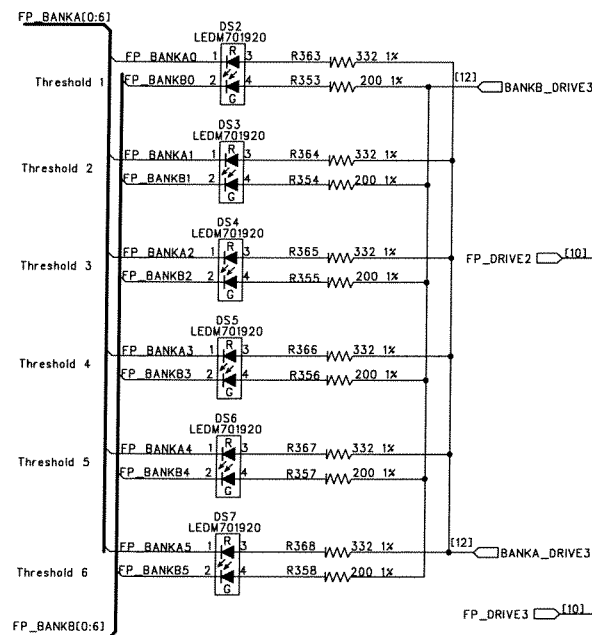 FP_BANKA[0:6]
DS2
LEDM701920
R
FP_BANKA0 1 3 R363 332 1%
Threshold 1
FP_BANKB0 2 4 R353 200 1%
G
[12] BANKB_DRIVE3
DS3
LEDM701920
R
FP_BANKA1 1 3 R364 332 1%
Threshold 2
FP_BANKB1 2 4 R354 200 1%
G
DS4
LEDM701920
R
FP_BANKA2 1 3 R365 332 1%
Threshold 3
FP_BANKB2 2 4 R355 200 1%
G
FP_DRIVE2 [10]
DS5
LEDM701920
R
FP_BANKA3 1 3 R366 332 1%
Threshold 4
FP_BANKB3 2 4 R356 200 1%
G
DS6
LEDM701920
R
FP_BANKA4 1 3 R367 332 1%
Threshold 5
FP_BANKB4 2 4 R357 200 1%
G
DS7
LEDM701920
R
FP_BANKA5 1 3 R368 332 1%
[12] BANKA_DRIVE3
Threshold 6
FP_BANKB5 2 4 R358 200 1%
G
FP_DRIVE3 [10]
FP_BANKB[0:6]